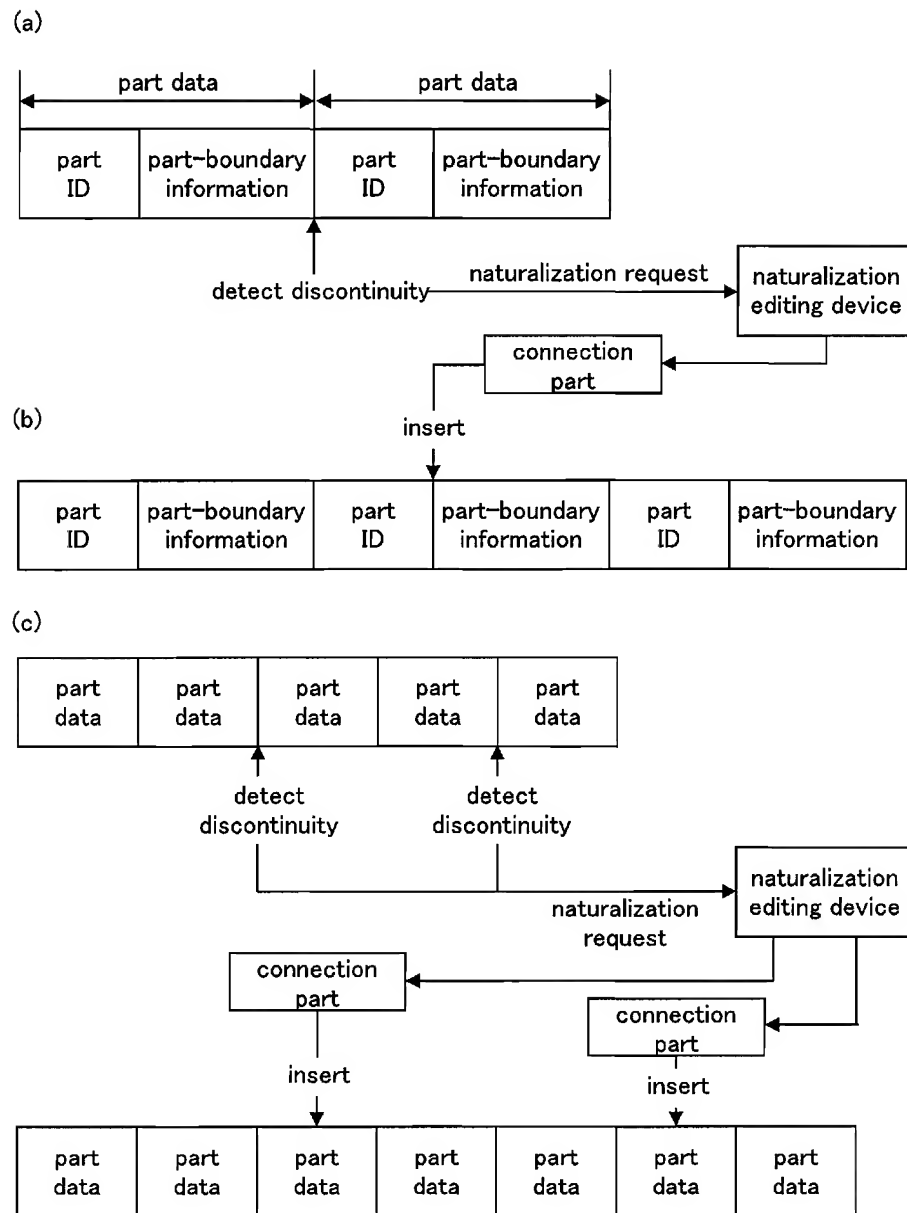 (a)
part data
part data
part
ID
part-boundary
information
part
ID
part-boundary
information
detect discontinuity
naturalization request
naturalization
editing device
connection
part
(b)
insert
part
ID
part-boundary
information
part
ID
part-boundary
information
part
ID
part-boundary
information
(c)
part
data
part
data
part
data
part
data
part
data
detect
discontinuity
detect
discontinuity
naturalization
request
naturalization
editing device
connection
part
connection
part
insert
insert
part
data
part
data
part
data
part
data
part
data
part
data
part
data